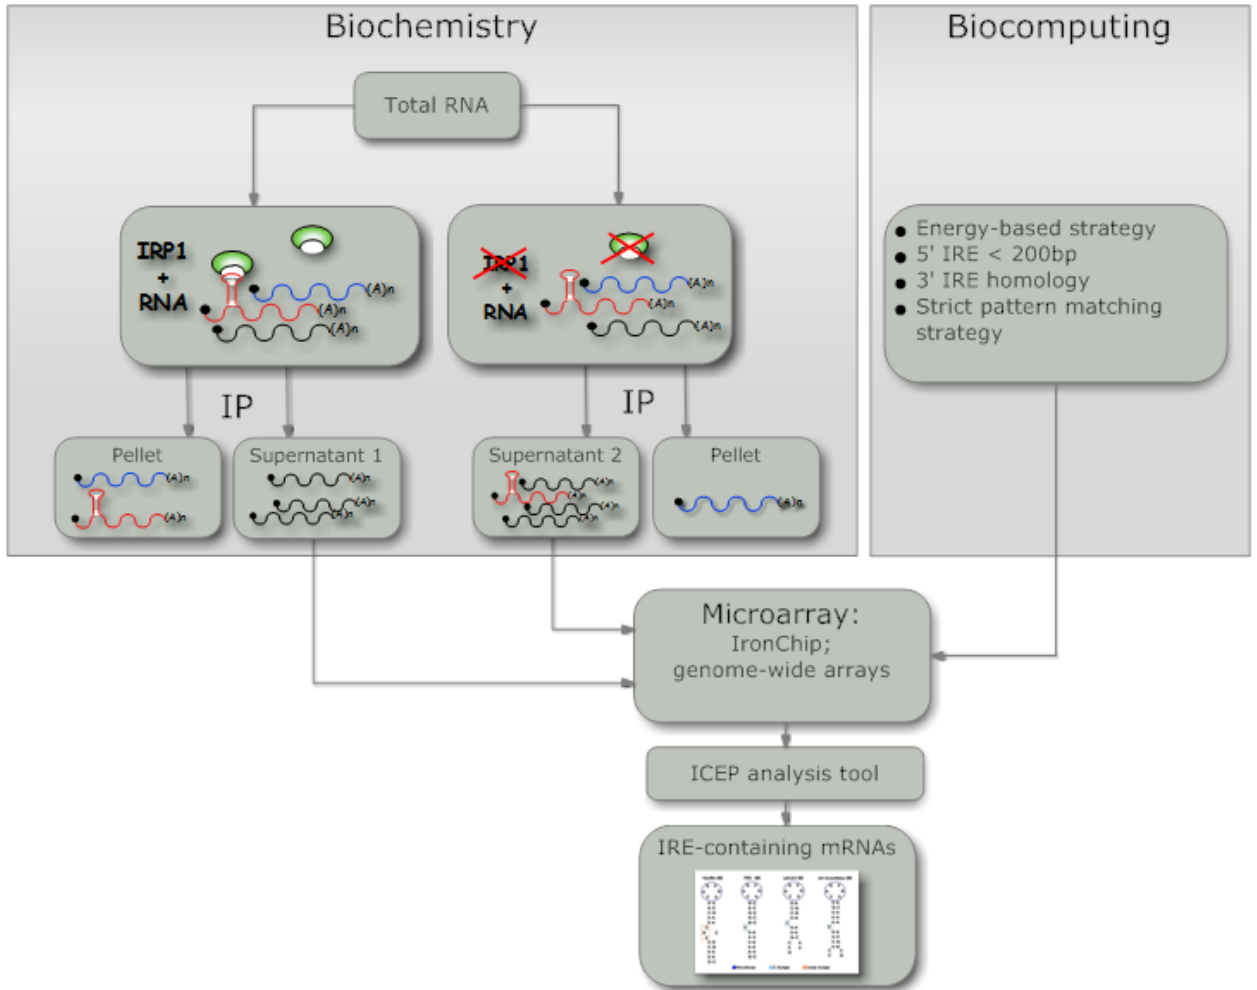 Biochemistry
Biocomputing
Total RNA
IRP1
+
RNA
(A)n
(A)n
(A)n
IRP1
+
RNA
(A)n
(A)n
(A)n
Energy-based strategy
5' IRE < 200bp
3' IRE homology
Strict pattern matching
strategy
IP
IP
Pellet
(A)n
(A)n
Supernatant 1
(A)n
(A)n
(A)n
Supernatant 2
(A)n
(A)n
(A)n
(A)n
Pellet
(A)n
Microarray:
IronChip;
genome-wide arrays
ICEP analysis tool
IRE-containing mRNAs